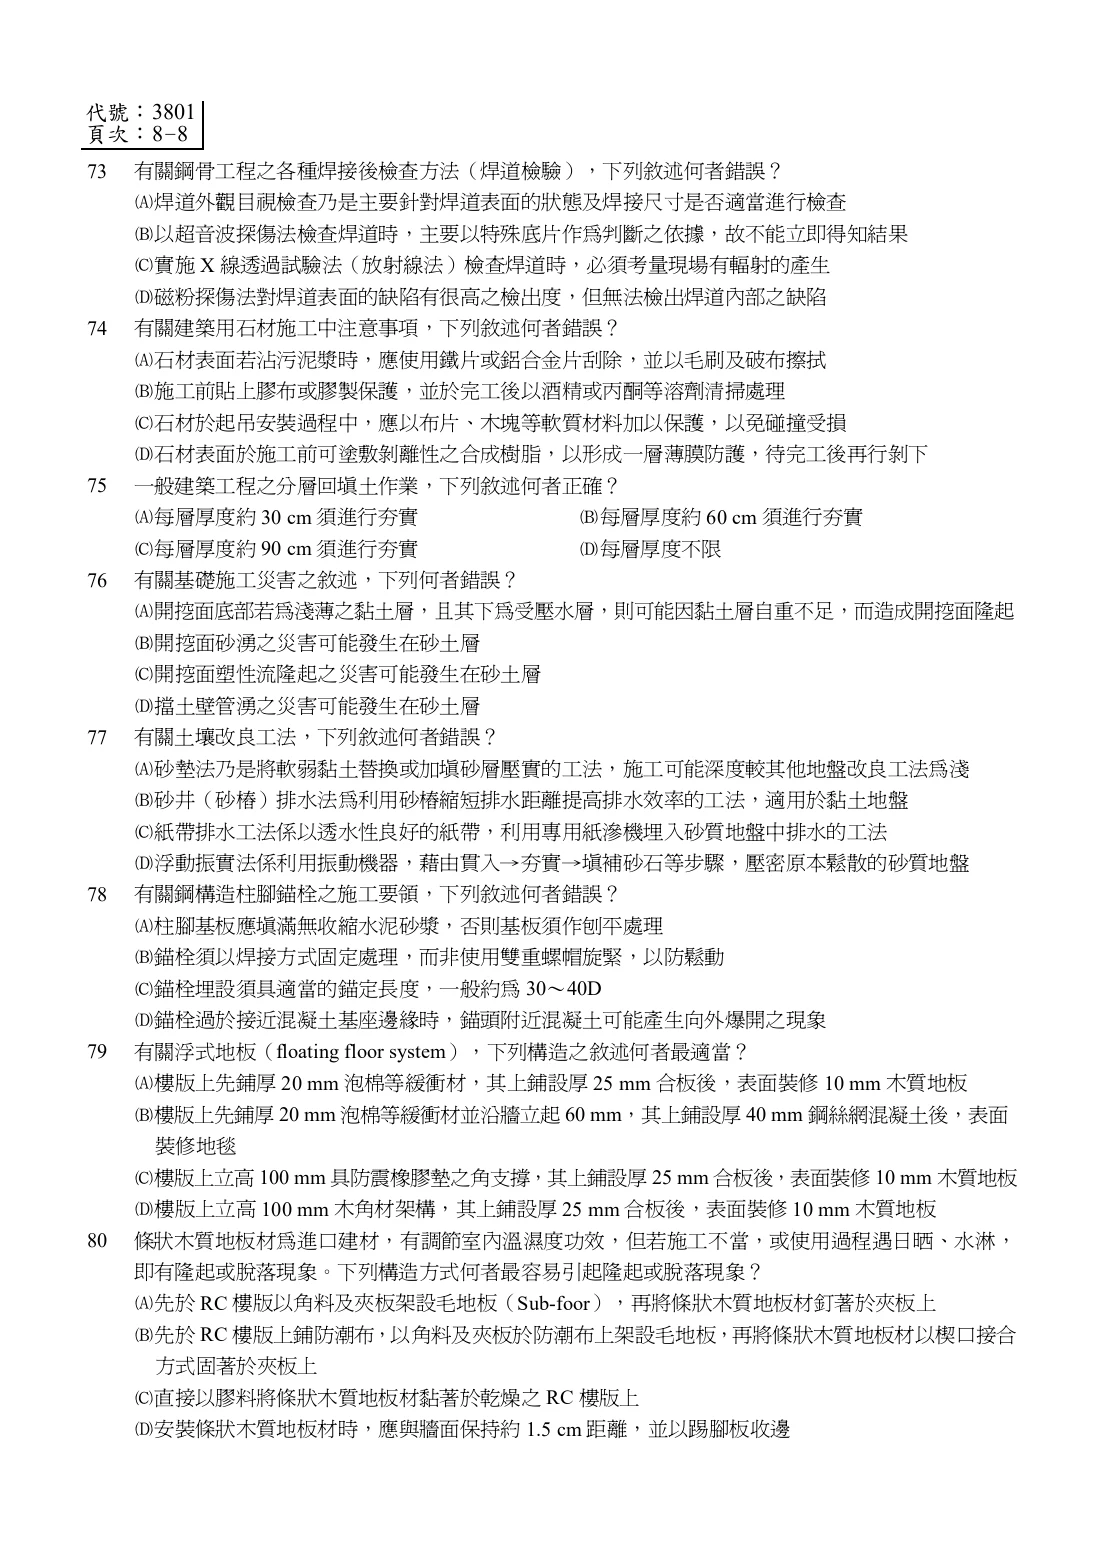 代號：3801
頁次：8－8
73 有關鋼骨工程之各種焊接後檢查方法（焊道檢驗），下列敘述何者錯誤？
(A)焊道外觀目視檢查乃是主要針對焊道表面的狀態及焊接尺寸是否適當進行檢查
(B)以超音波探傷法檢查焊道時，主要以特殊底片作為判斷之依據，故不能立即得知結果
(C)實施 X 線透過試驗法（放射線法）檢查焊道時，必須考量現場有輻射的產生
(D)磁粉探傷法對焊道表面的缺陷有很高之檢出度，但無法檢出焊道內部之缺陷
74 有關建築用石材施工中注意事項，下列敘述何者錯誤？
(A)石材表面若沾污泥漿時，應使用鐵片或鋁合金片刮除，並以毛刷及破布擦拭
(B)施工前貼上膠布或膠製保護，並於完工後以酒精或丙酮等溶劑清掃處理
(C)石材於起吊安裝過程中，應以布片、木塊等軟質材料加以保護，以免碰撞受損
(D)石材表面於施工前可塗敷剝離性之合成樹脂，以形成一層薄膜防護，待完工後再行剝下
75 一般建築工程之分層回填土作業，下列敘述何者正確？
(A)每層厚度約 30 cm 須進行夯實 (B)每層厚度約 60 cm 須進行夯實
(C)每層厚度約 90 cm 須進行夯實 (D)每層厚度不限
76 有關基礎施工災害之敘述，下列何者錯誤？
(A)開挖面底部若為淺薄之黏土層，且其下為受壓水層，則可能因黏土層自重不足，而造成開挖面隆起
(B)開挖面砂湧之災害可能發生在砂土層
(C)開挖面塑性流隆起之災害可能發生在砂土層
(D)擋土壁管湧之災害可能發生在砂土層
77 有關土壤改良工法，下列敘述何者錯誤？
(A)砂墊法乃是將軟弱黏土替換或加填砂層壓實的工法，施工可能深度較其他地盤改良工法為淺
(B)砂井（砂樁）排水法為利用砂樁縮短排水距離提高排水效率的工法，適用於黏土地盤
(C)紙帶排水工法係以透水性良好的紙帶，利用專用紙滲機埋入砂質地盤中排水的工法
(D)浮動振實法係利用振動機器，藉由貫入→夯實→填補砂石等步驟，壓密原本鬆散的砂質地盤
78 有關鋼構造柱腳錨栓之施工要領，下列敘述何者錯誤？
(A)柱腳基板應填滿無收縮水泥砂漿，否則基板須作刨平處理
(B)錨栓須以焊接方式固定處理，而非使用雙重螺帽旋緊，以防鬆動
(C)錨栓埋設須具適當的錨定長度，一般約為 30～40D
(D)錨栓過於接近混凝土基座邊緣時，錨頭附近混凝土可能產生向外爆開之現象
79 有關浮式地板（floating floor system），下列構造之敘述何者最適當？
(A)樓版上先鋪厚 20 mm 泡棉等緩衝材，其上鋪設厚 25 mm 合板後，表面裝修 10 mm 木質地板
(B)樓版上先鋪厚 20 mm 泡棉等緩衝材並沿牆立起 60 mm，其上鋪設厚 40 mm 鋼絲網混凝土後，表面
裝修地毯
(C)樓版上立高 100 mm 具防震橡膠墊之角支撐，其上鋪設厚 25 mm 合板後，表面裝修 10 mm 木質地板
(D)樓版上立高 100 mm 木角材架構，其上鋪設厚 25 mm 合板後，表面裝修 10 mm 木質地板
80 條狀木質地板材為進口建材，有調節室內溫濕度功效，但若施工不當，或使用過程遇日晒、水淋，
即有隆起或脫落現象。下列構造方式何者最容易引起隆起或脫落現象？
(A)先於 RC 樓版以角料及夾板架設毛地板（Sub-foor），再將條狀木質地板材釘著於夾板上
(B)先於 RC 樓版上鋪防潮布，以角料及夾板於防潮布上架設毛地板，再將條狀木質地板材以楔口接合
方式固著於夾板上
(C)直接以膠料將條狀木質地板材黏著於乾燥之 RC 樓版上
(D)安裝條狀木質地板材時，應與牆面保持約 1.5 cm 距離，並以踢腳板收邊